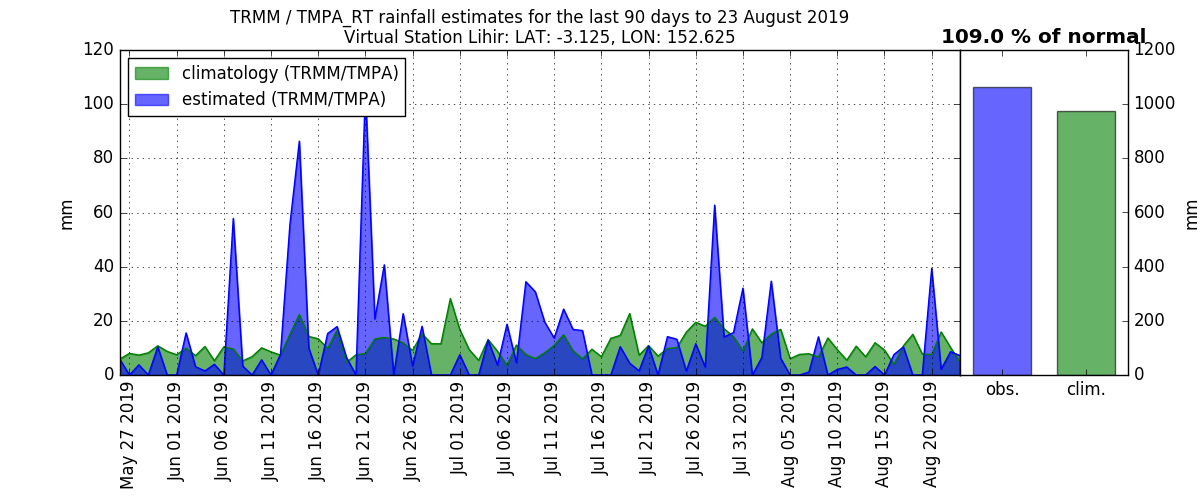 TRMM / TMPA_RT rainfall estimates for the last 90 days to 23 August 2019
Virtual Station Lihir: LAT: -3.125, LON: 152.625
109.0 % of normal
climatology (TRMM/TMPA)
estimated (TRMM/TMPA)
120
100
80
60
40
20
0
mm
1200
1000
800
600
400
200
0
mm
obs.
clim.
May 27 2019
Jun 01 2019
Jun 06 2019
Jun 11 2019
Jun 16 2019
Jun 21 2019
Jun 26 2019
Jul 01 2019
Jul 06 2019
Jul 11 2019
Jul 16 2019
Jul 21 2019
Jul 26 2019
Jul 31 2019
Aug 05 2019
Aug 10 2019
Aug 15 2019
Aug 20 2019